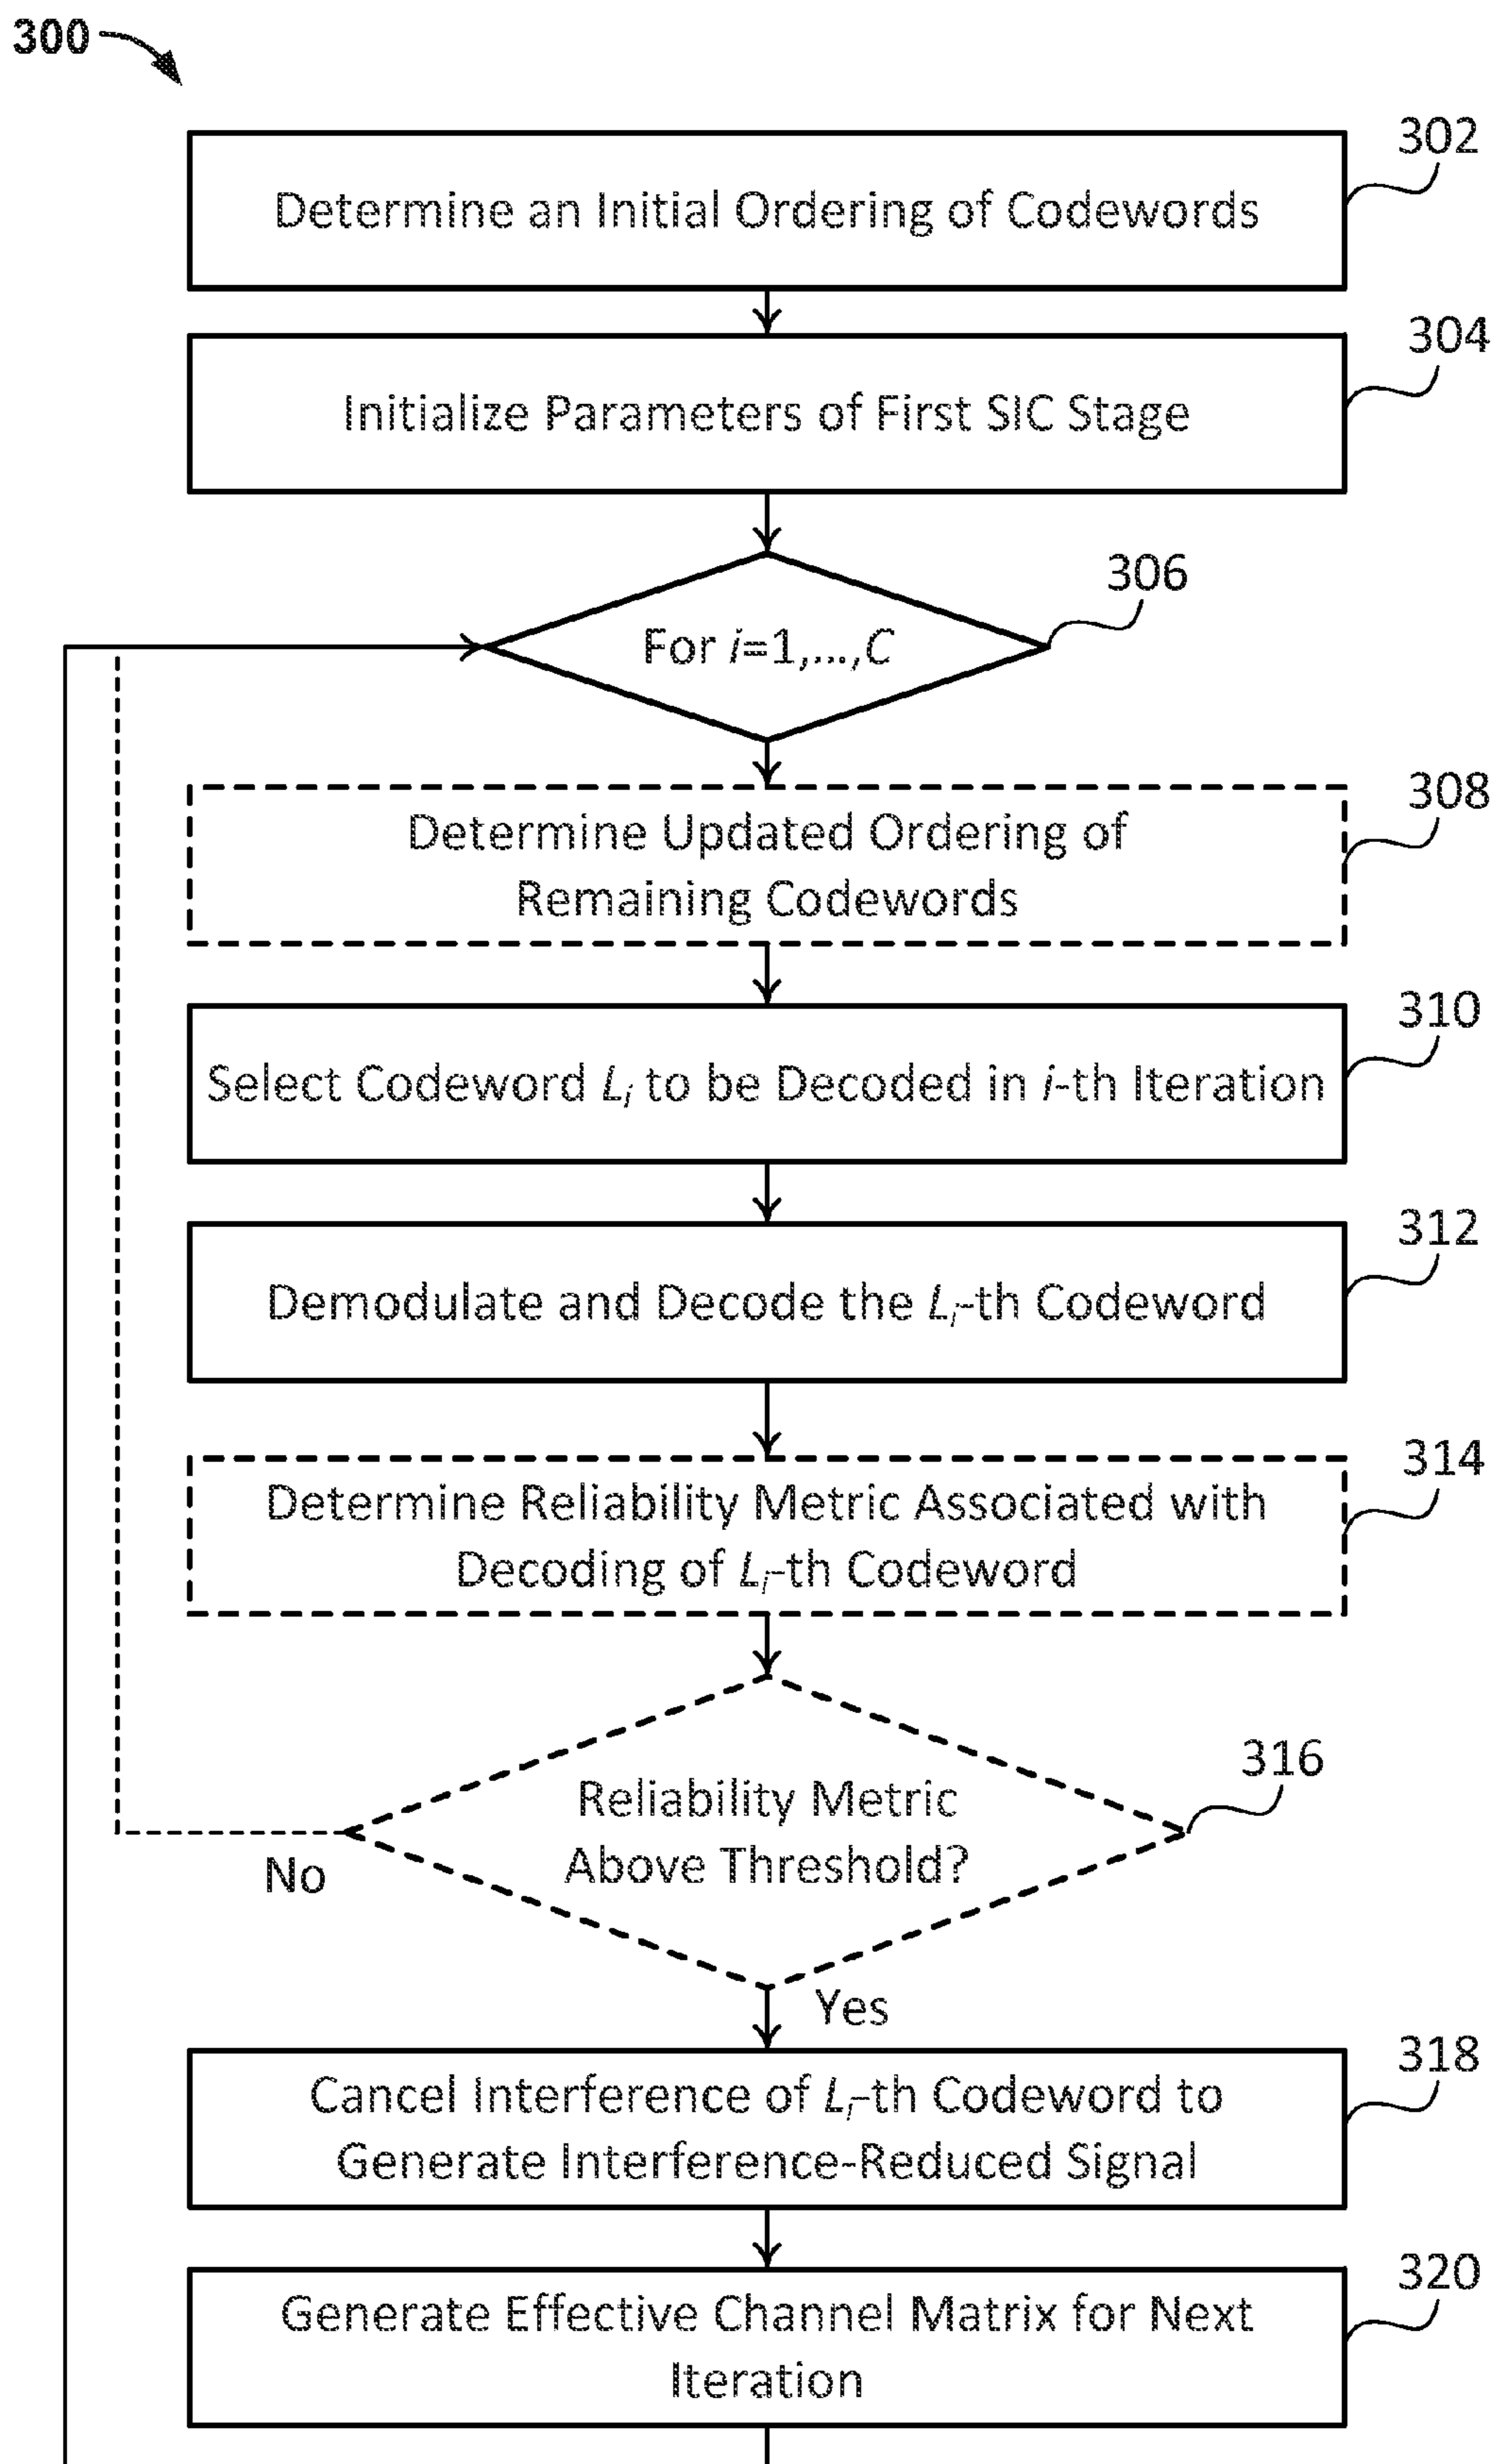 300
302
Determine an Initial Ordering of Codewords
304
Initialize Parameters of First SIC Stage
306
For i=1,...,C
308
Determine Updated Ordering of
Remaining Codewords
310
Select Codeword Li to be Decoded in i-th Iteration
312
Demodulate and Decode the Li-th Codeword
314
Determine Reliability Metric Associated with
Decoding of Li-th Codeword
316
Reliability Metric
Above Threshold?
No
Yes
318
Cancel Interference of Li-th Codeword to
Generate Interference-Reduced Signal
320
Generate Effective Channel Matrix for Next
Iteration